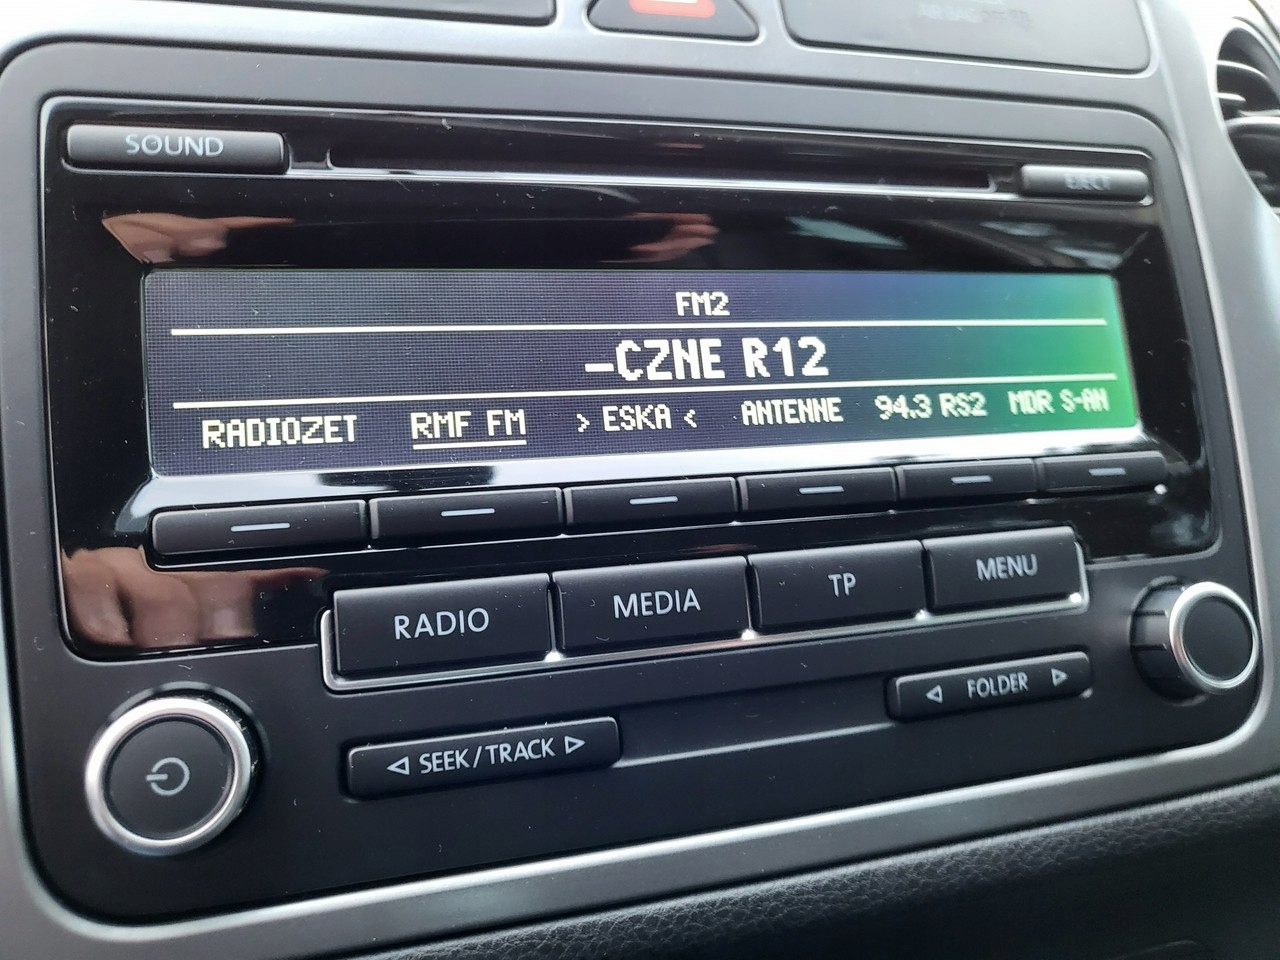 SOUND
EJECT
FM2
–CZNE R12
RADIOZET RMF FM > ESKA < ANTENNE 94.3 RS2 MDR S-AN
RADIO MEDIA TP MENU
◁ FOLDER ▷
◁ SEEK/TRACK ▷